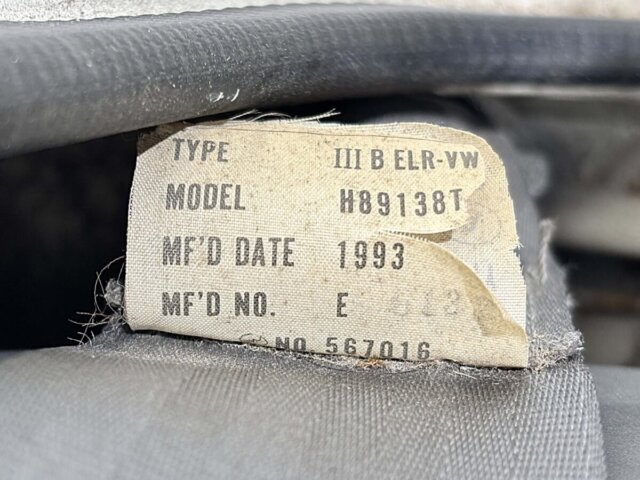 TYPE III B ELR-VW
MODEL H89138T
MF'D DATE 1993
MF'D NO. E
NO. 567016